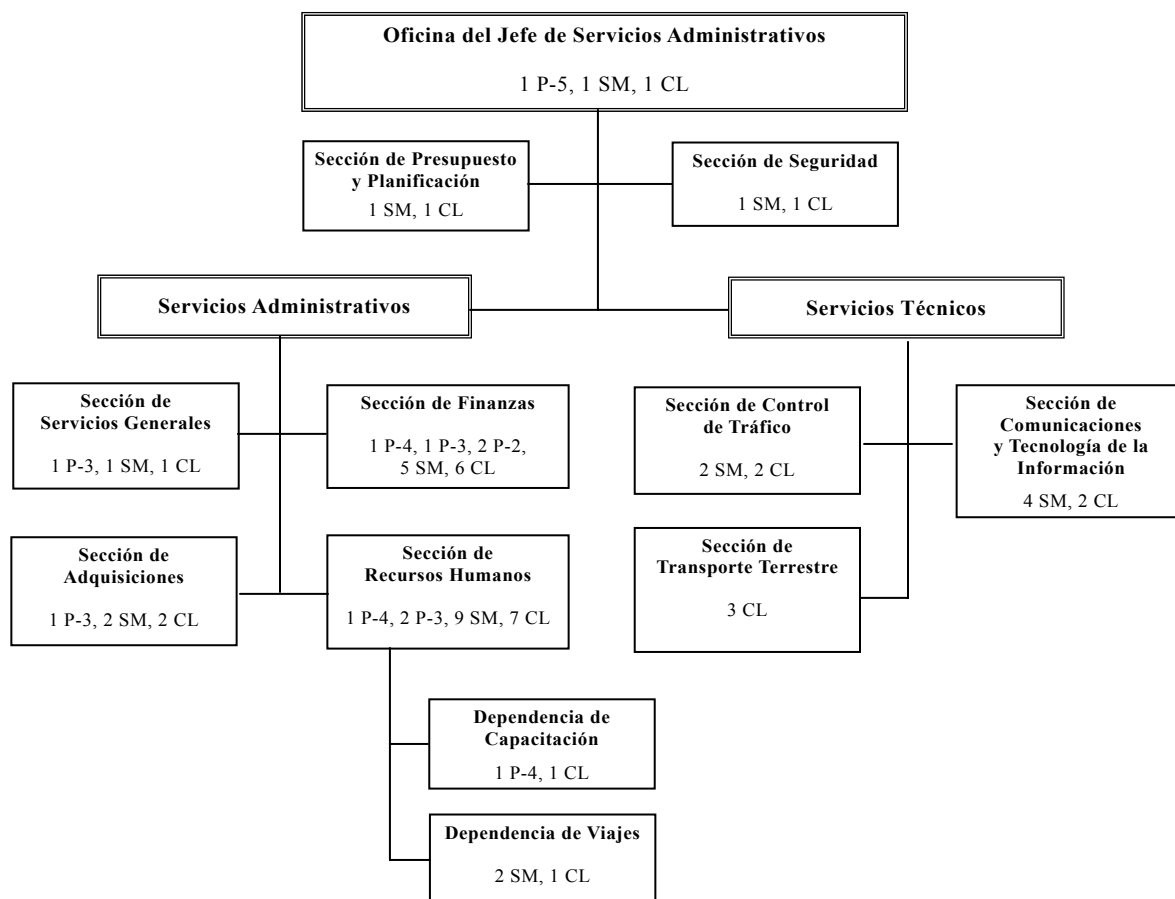 Oficina del Jefe de Servicios Administrativos
1 P-5, 1 SM, 1 CL
Sección de Presupuesto
y Planificación
1 SM, 1 CL
Sección de Seguridad
1 SM, 1 CL
Servicios Administrativos
Servicios Técnicos
Sección de
Servicios Generales
1 P-3, 1 SM, 1 CL
Sección de Finanzas
1 P-4, 1 P-3, 2 P-2,
5 SM, 6 CL
Sección de Control
de Tráfico
2 SM, 2 CL
Sección de
Comunicaciones
y Tecnología de la
Información
4 SM, 2 CL
Sección de
Adquisiciones
1 P-3, 2 SM, 2 CL
Sección de
Recursos Humanos
1 P-4, 2 P-3, 9 SM, 7 CL
Sección de
Transporte Terrestre
3 CL
Dependencia de
Capacitación
1 P-4, 1 CL
Dependencia de Viajes
2 SM, 1 CL